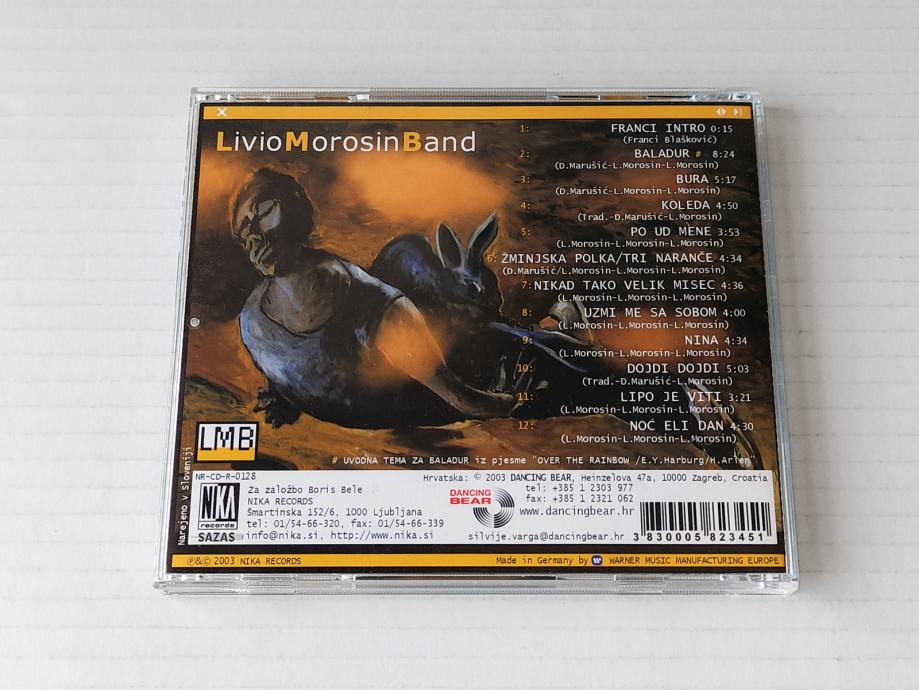 LivioMorosinBand
1: FRANCI INTRO 0:15
(Franci Blašković)
2: BALADUR # 8:24
(D.Marušić-L.Morosin-L.Morosin)
3: BURA 5:17
(D.Marušić-L.Morosin-L.Morosin)
4: KOLEDA 4:50
(Trad.-D.Marušić-L.Morosin)
5: PO UD MENE 3:53
(L.Morosin-L.Morosin-L.Morosin)
6: ŽMINJSKA POLKA/TRI NARANČE 4:34
(D.Marušić/L.Morosin-L.Morosin-L.Morosin)
7: NIKAD TAKO VELIK MISEC 4:36
(L.Morosin-L.Morosin-L.Morosin)
8: UZMI ME SA SOBOM 4:00
(L.Morosin-L.Morosin-L.Morosin)
9: NINA 4:34
(L.Morosin-L.Morosin-L.Morosin)
10: DOJDI DOJDI 5:03
(Trad.-D.Marušić-L.Morosin)
11: LIPO JE VITI 3:21
(L.Morosin-L.Morosin-L.Morosin)
12: NOĆ ELI DAN 4:30
(L.Morosin-L.Morosin-L.Morosin)
LMB
# UVODNA TEMA ZA BALADUR iz pjesme "OVER THE RAINBOW /E.Y.Harburg/H.Arlen"
Narejeno v Sloveniji
NR-CD-R-0128
NIKA
records
SAZAS
Za založbo Boris Bele
NIKA RECORDS
Šmartinska 152/6, 1000 Ljubljana
tel: 01/54-66-320, fax: 01/54-66-339
info@nika.si, http://www.nika.si
Hrvatska: © 2003 DANCING BEAR, Heinzelova 47a, 10000 Zagreb, Croatia
DANCING
BEAR
tel: +385 1 2303 977
fax: +385 1 2321 062
www.dancingbear.hr
silvije.varga@dancingbear.hr
3 830005 823451
℗&© 2003 NIKA RECORDS
Made in Germany by WARNER MUSIC MANUFACTURING EUROPE